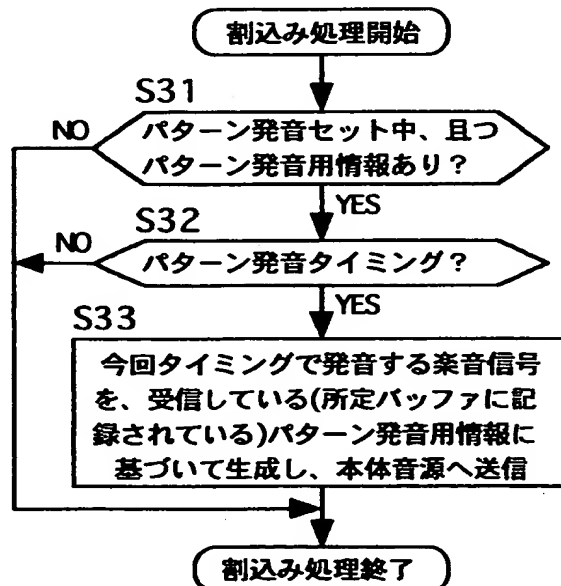 割込み処理開始
S31
NO
パターン発音セット中、且つ
パターン発音用情報あり?
YES
S32
NO
パターン発音タイミング?
YES
S33
今回タイミングで発音する楽音信号
を、受信している(所定バッファに記
録されている)パターン発音用情報に
基づいて生成し、本体音源へ送信
割込み処理終了